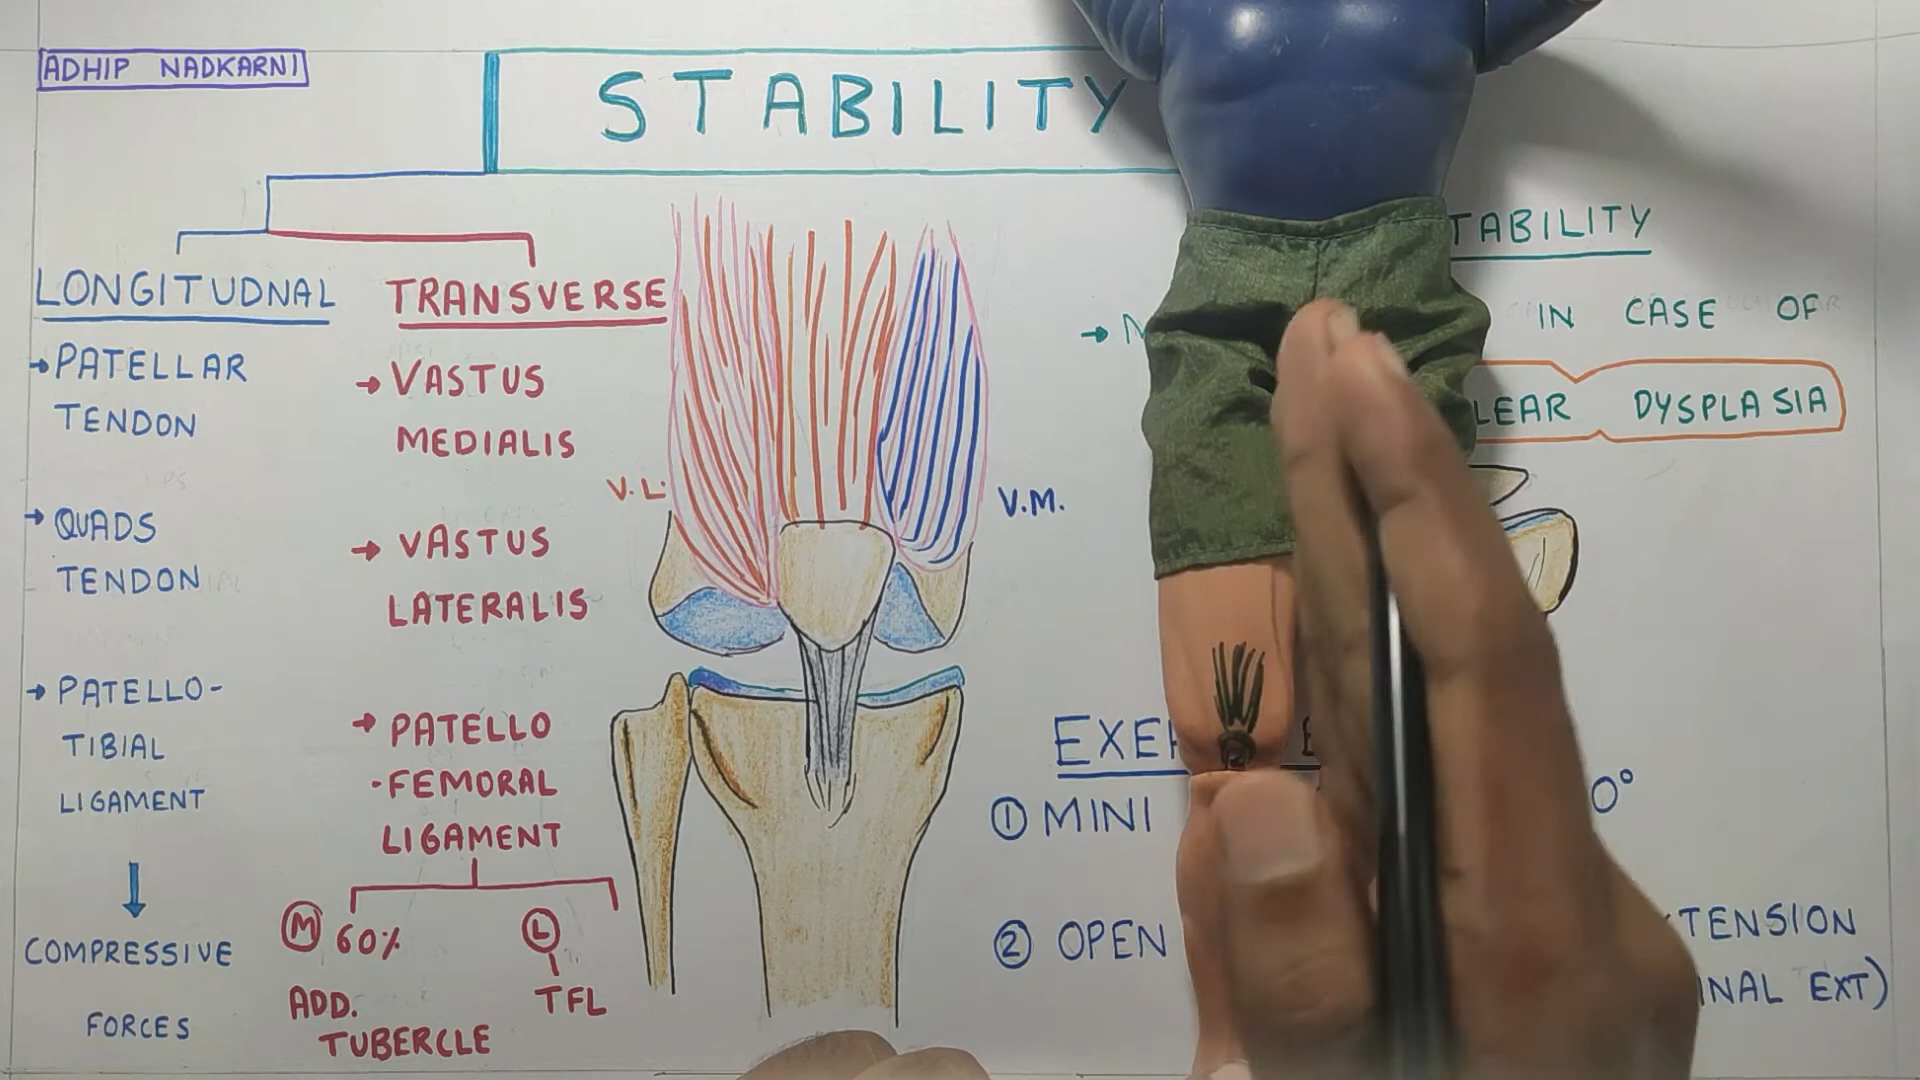 ADHIP NADKARNI
STABILITY
LONGITUDNAL
→ PATELLAR
TENDON
→ QUADS
TENDON
→ PATELLO-
TIBIAL
LIGAMENT
COMPRESSIVE
FORCES
TRANSVERSE
→ VASTUS
MEDIALIS
→ VASTUS
LATERALIS
→ PATELLO
-FEMORAL
LIGAMENT
M 60%
ADD.
TUBERCLE
L
TFL
V.L.
V.M.
TABILITY
IN CASE OF
LEAR DYSPLASIA
① MINI
0°
② OPEN
TENSION
INAL EXT)